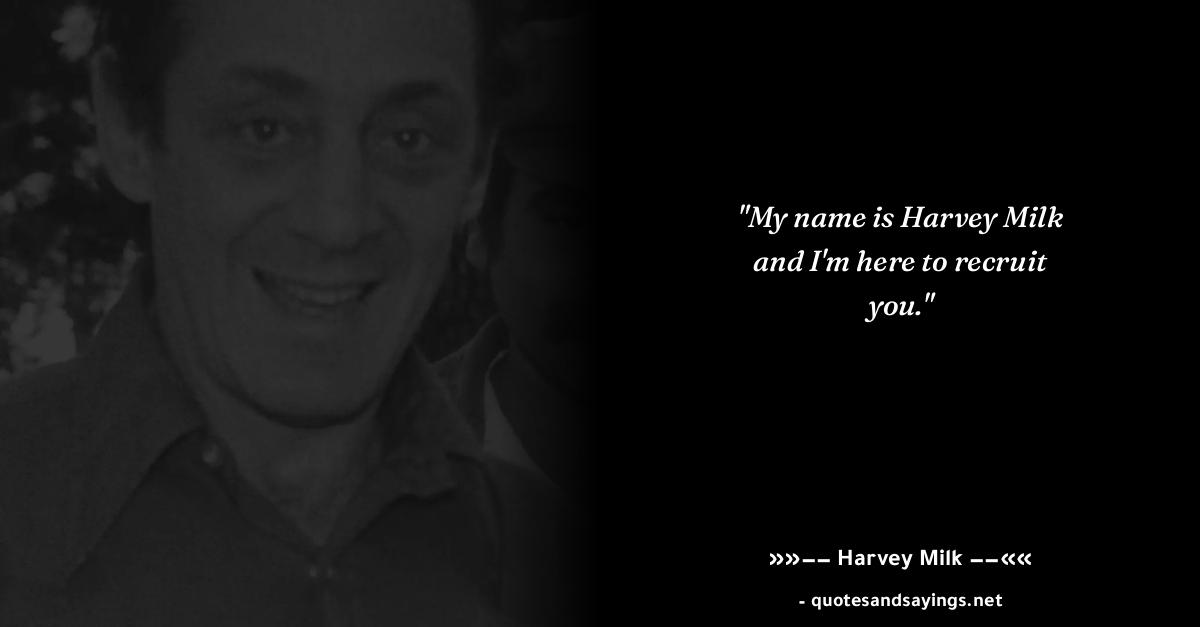 "My name is Harvey Milk
and I'm here to recruit
you."
»»−− Harvey Milk −−««
- quotesandsayings.net